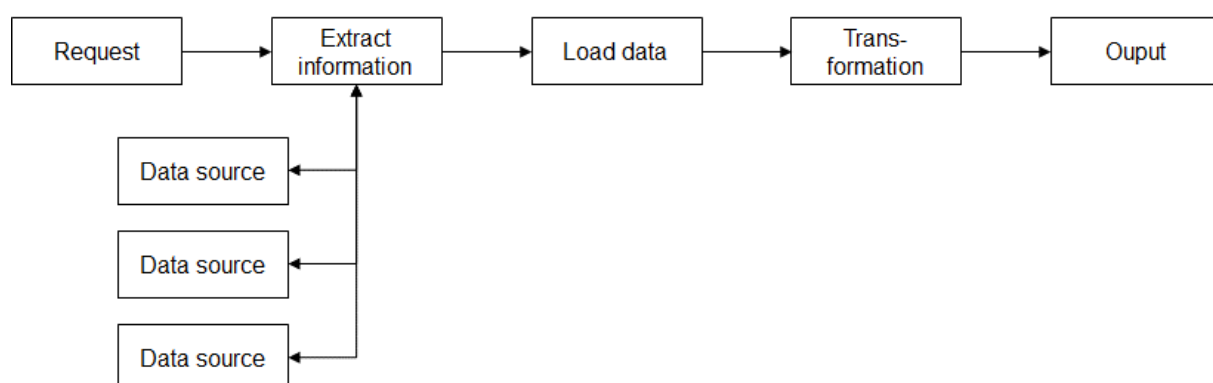 Request
Extract
information
Load data
Trans-
formation
Ouput
Data source
Data source
Data source